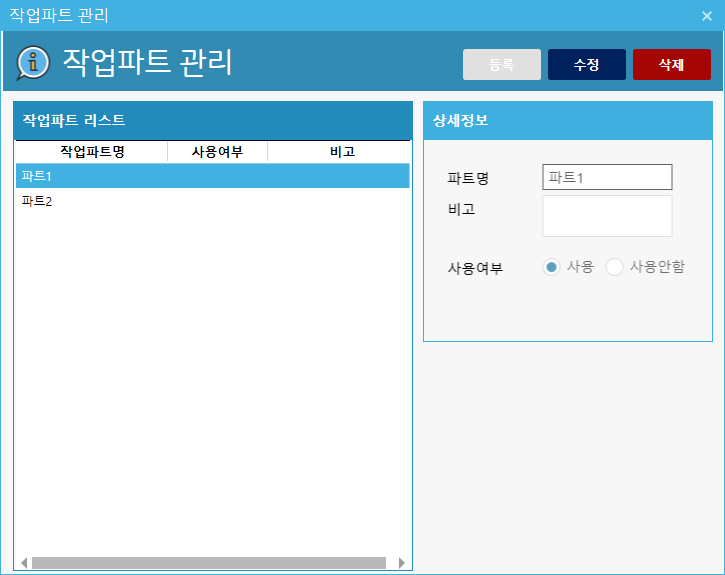 작업파트 관리
작업파트 관리
등록 수정 삭제
작업파트 리스트
작업파트명 사용여부 비고
파트1
파트2
상세정보
파트명 파트1
비고
사용여부 사용 사용안함